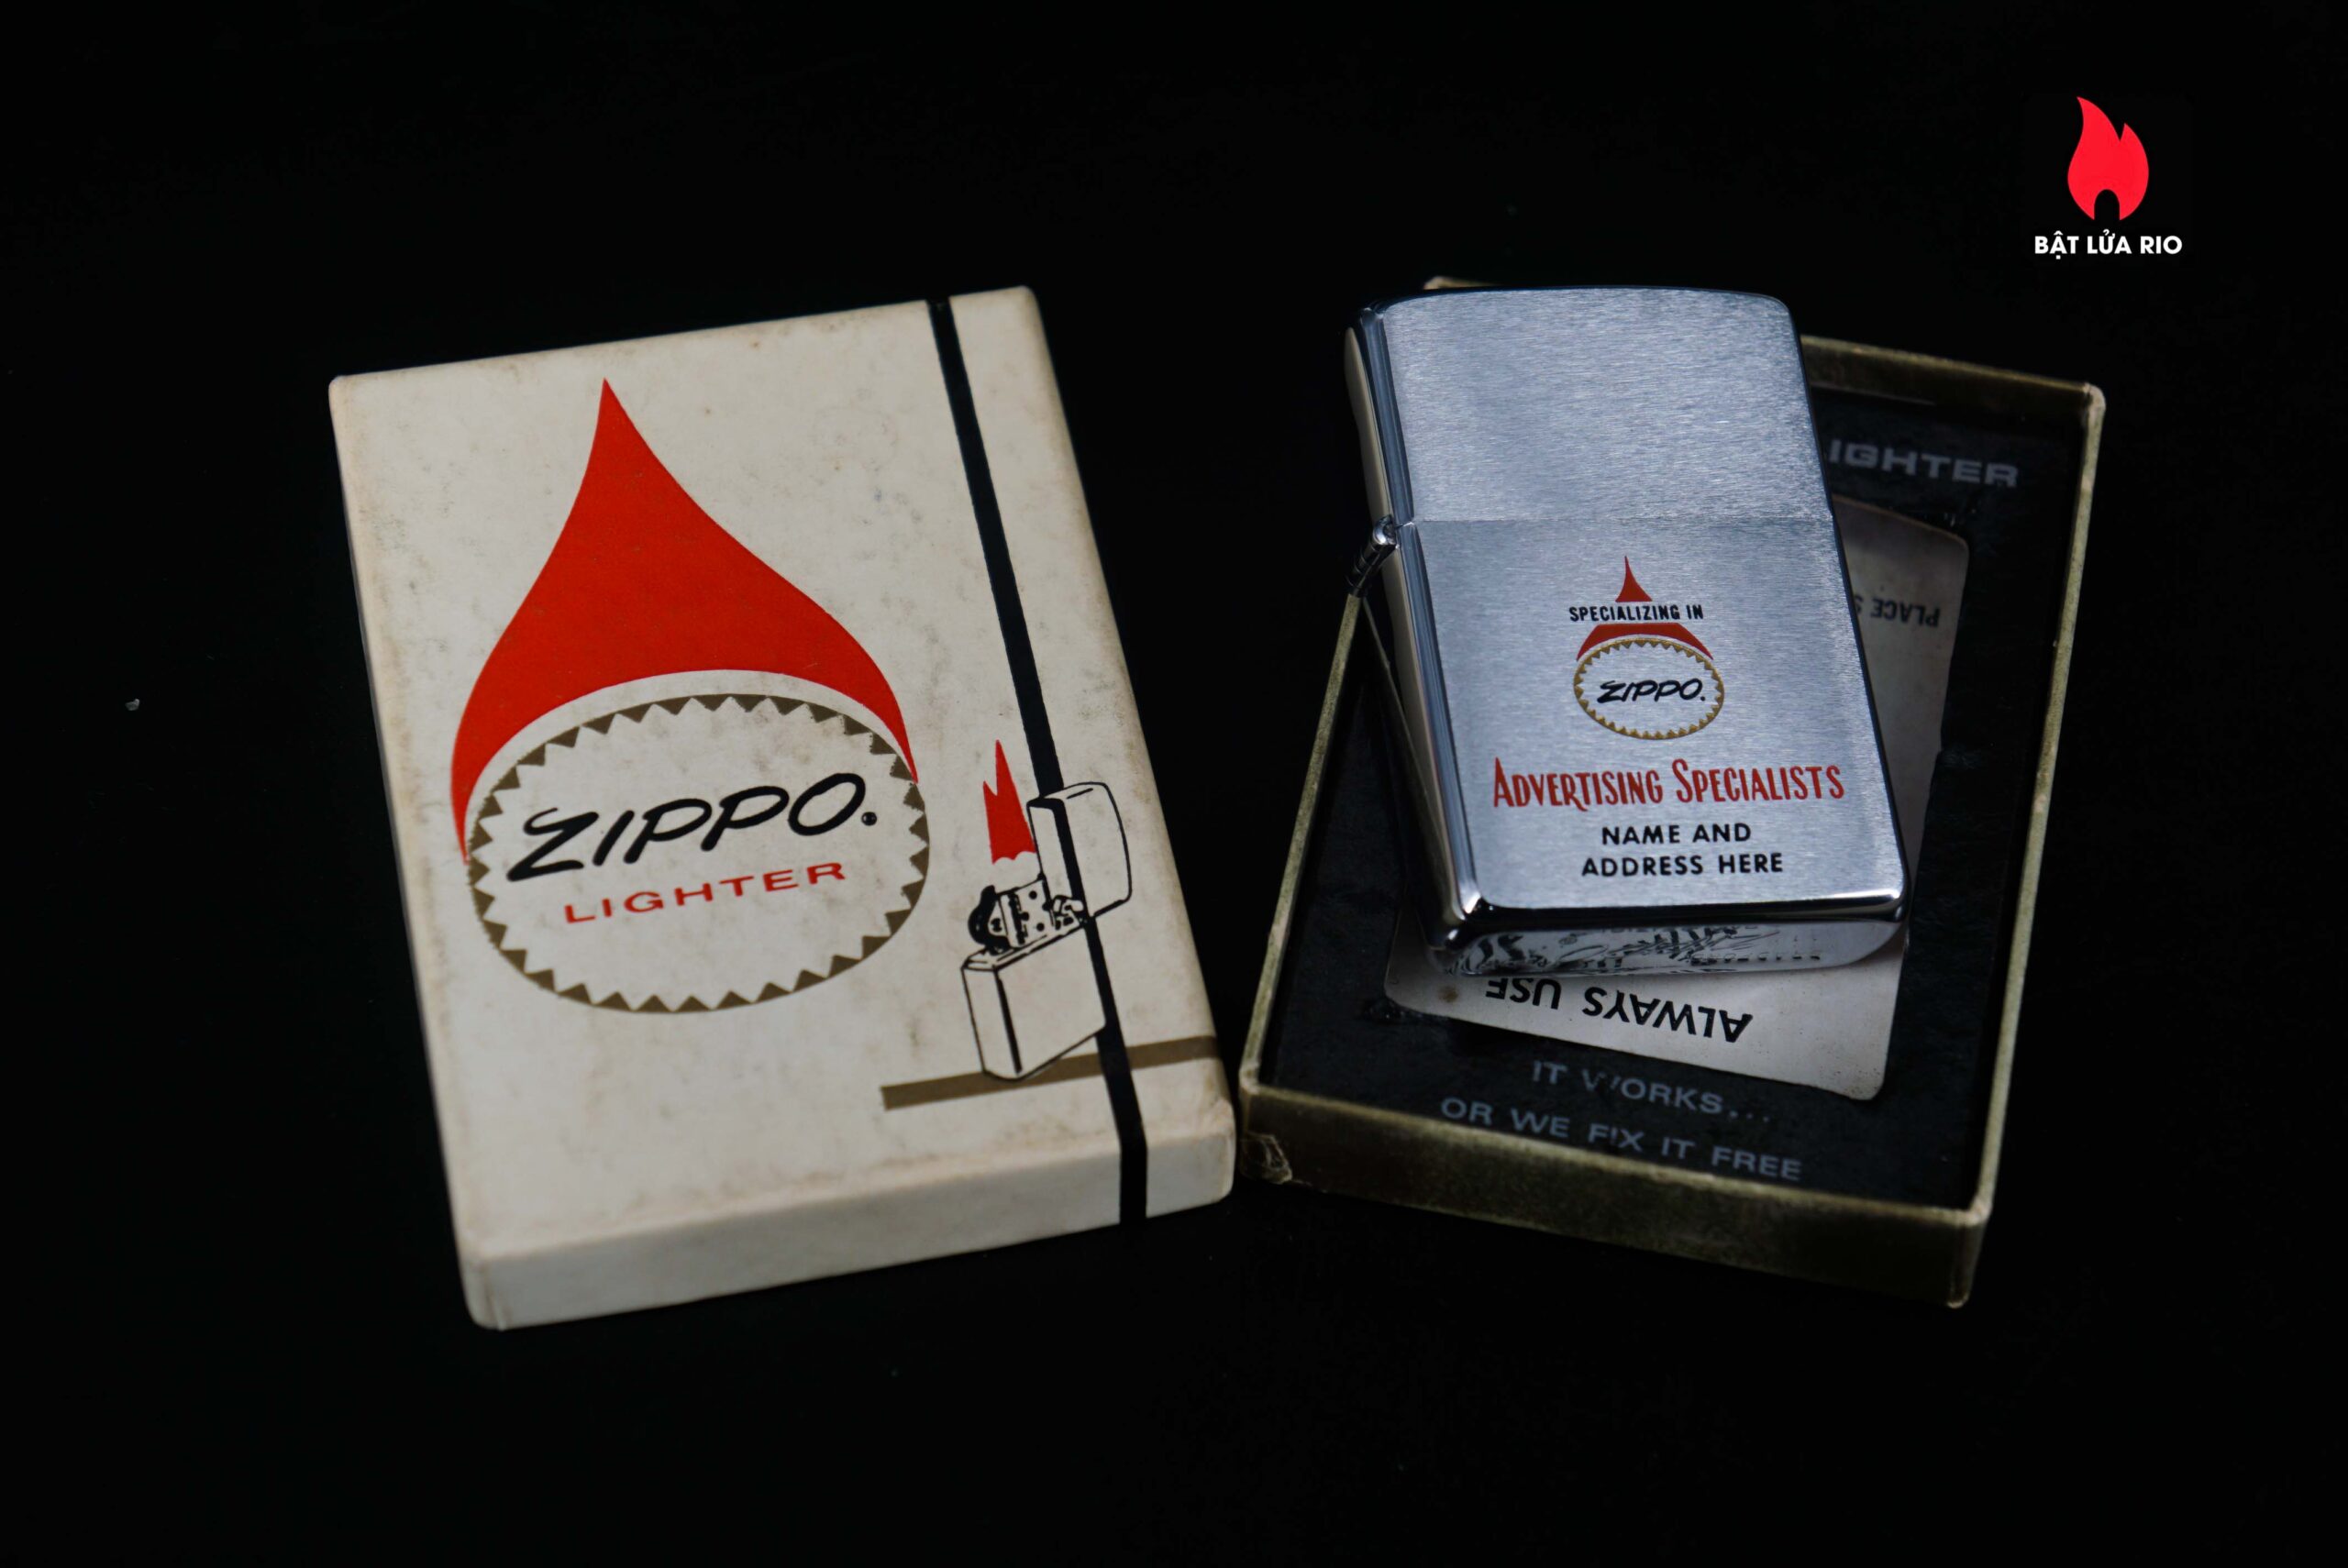 BẬT LỬA RIO
ZIPPO.
LIGHTER
SPECIALIZING IN
ZIPPO.
ADVERTISING SPECIALISTS
NAME AND
ADDRESS HERE
IGHTER
PLACE
ALWAYS USE
IT WORKS...
OR WE FIX IT FREE